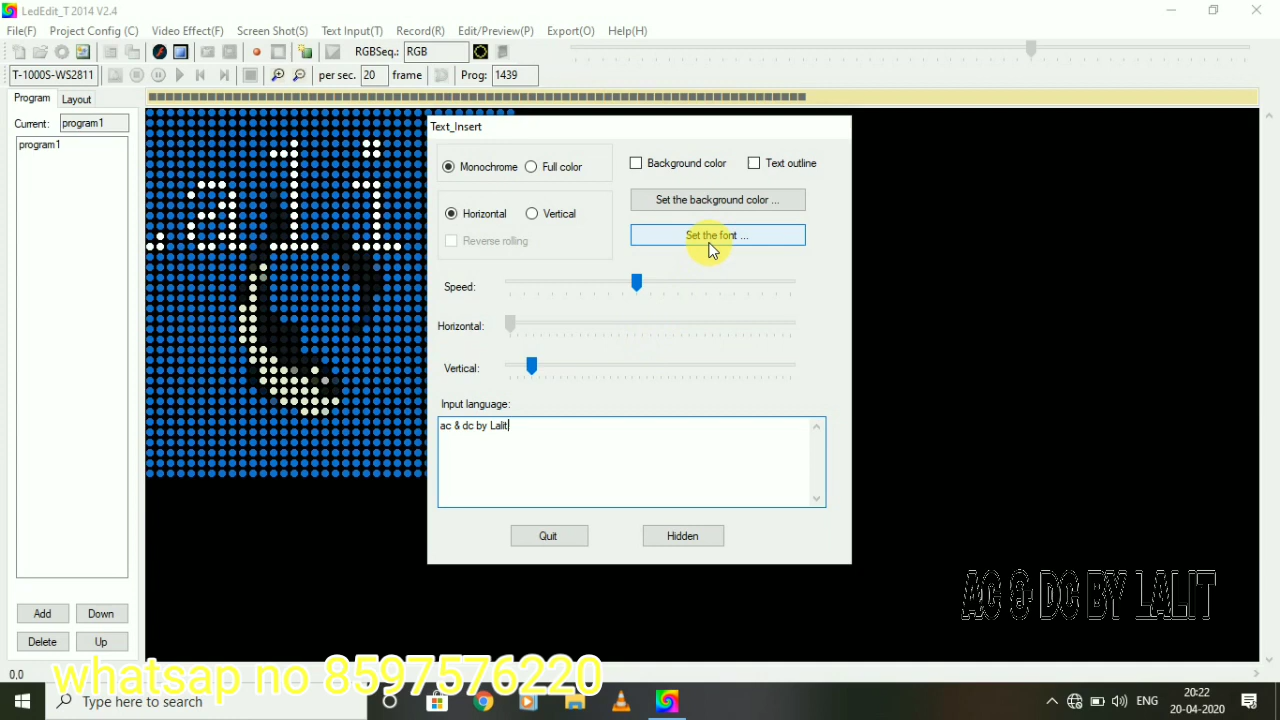 LedEdit_T 2014 V2.4
File(F) Project Config (C) Video Effect(F) Screen Shot(S) Text Input(T) Record(R) Edit/Preview(P) Export(O) Help(H)
RGBSeq.: RGB
T-1000S-WS2811 per sec. 20 frame Prog: 1439
Program Layout
Current: program1
program1
Text_Insert
Monochrome Full color
Background color Text outline
Set the background color ...
Horizontal Vertical
Reverse rolling
Set the font ...
Speed:
Horizontal:
Vertical:
Input language:
ac & dc by Lalit
Quit Hidden
AC & DC BY LALIT
Add Down
Delete Up
0,0
whatsap no 8597576220
Type here to search
ENG
20:22
20-04-2020